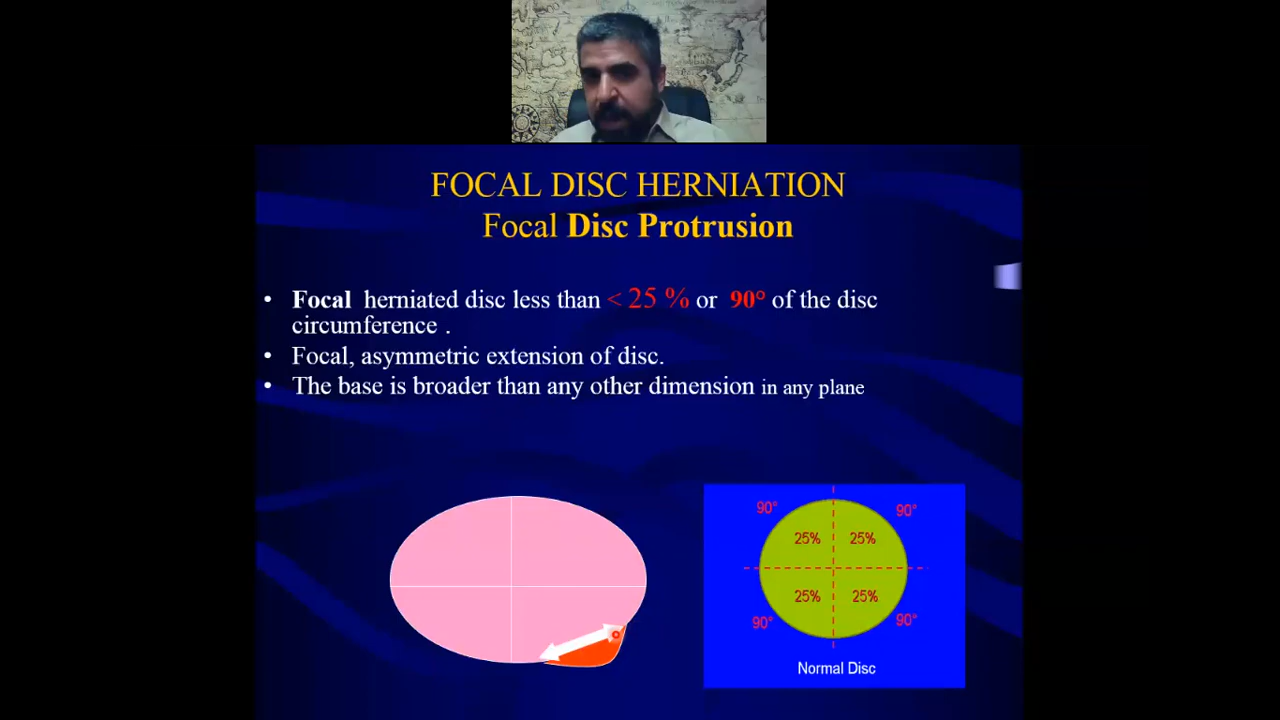 FOCAL DISC HERNIATION
Focal Disc Protrusion
• Focal herniated disc less than < 25 % or 90° of the disc
circumference .
• Focal, asymmetric extension of disc.
• The base is broader than any other dimension in any plane
90° 90°
25% 25%
25% 25%
90° 90°
Normal Disc